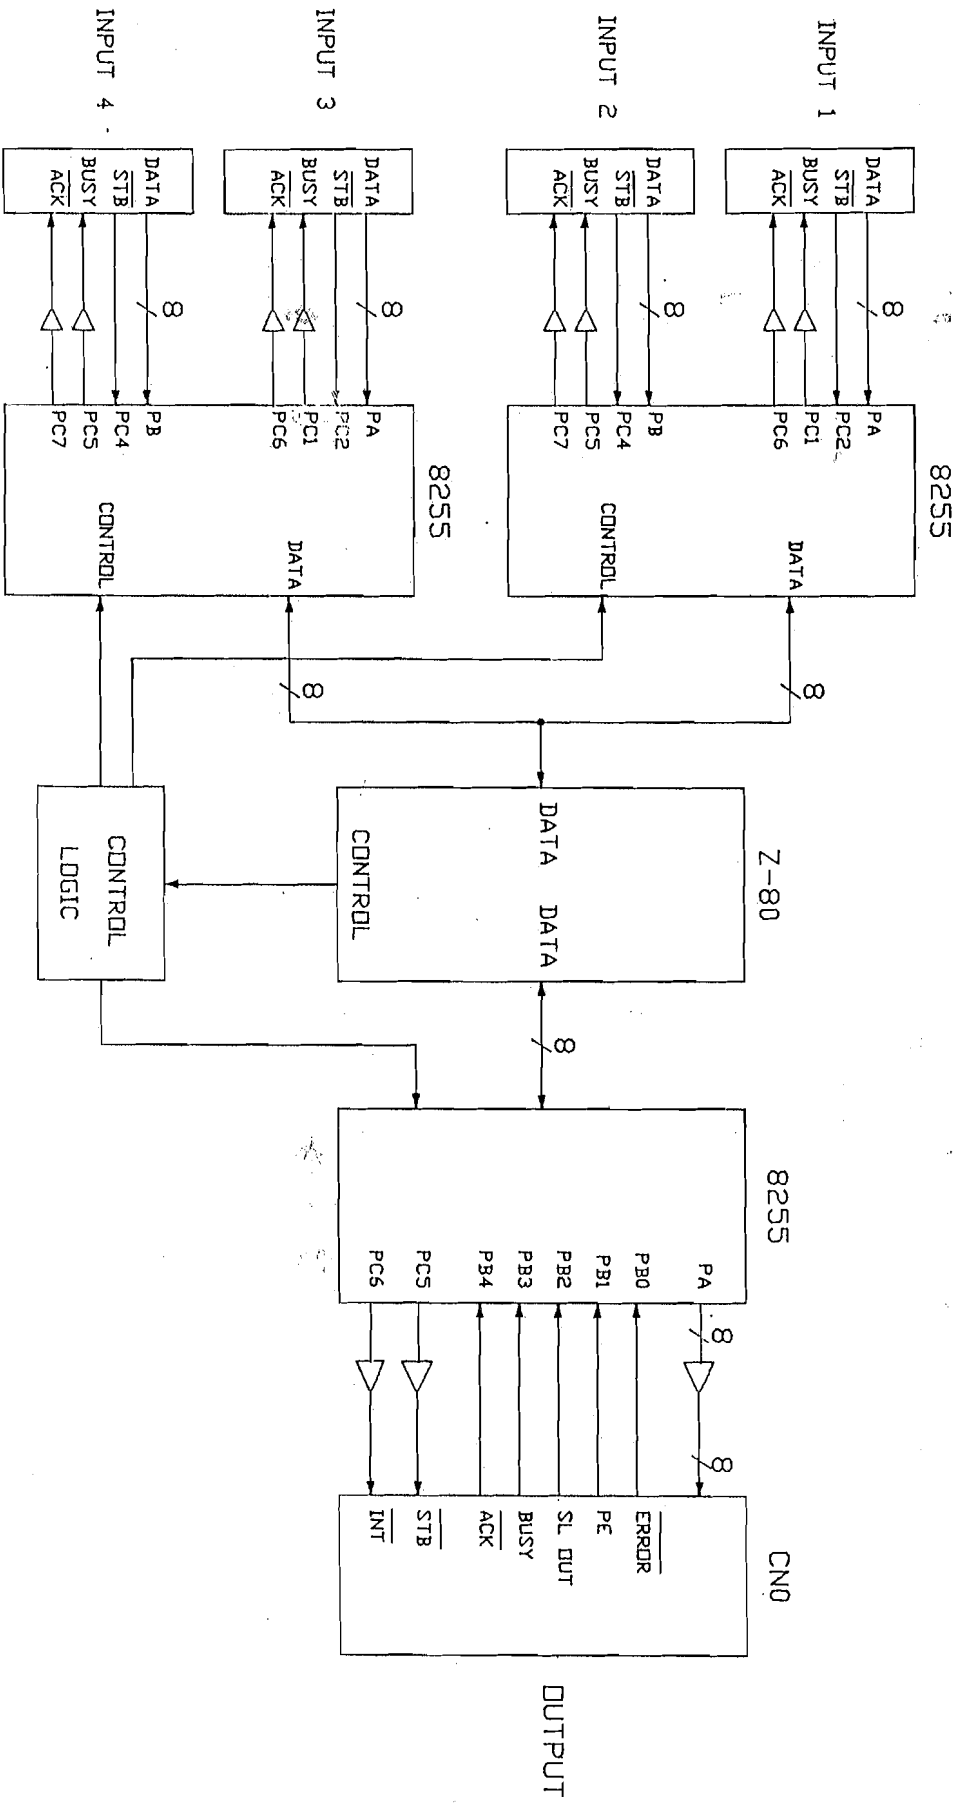 INPUT 1
DATA
STB
BUSY
ACK
8
PA
PC2
PC1
PC6
INPUT 2
DATA
STB
BUSY
ACK
8
PB
PC4
PC5
PC7
8255
DATA
CONTROL
INPUT 3
DATA
STB
BUSY
ACK
8
PA
PC2
PC1
PC6
INPUT 4
DATA
STB
BUSY
ACK
8
PB
PC4
PC5
PC7
8255
DATA
CONTROL
8
8
Z-80
DATA DATA
CONTROL
CONTROL
LOGIC
8
8255
PA
PB0
PB1
PB2
PB3
PB4
PC5
PC6
8
8
CN0
ERROR
PE
SL OUT
BUSY
ACK
STB
INT
OUTPUT